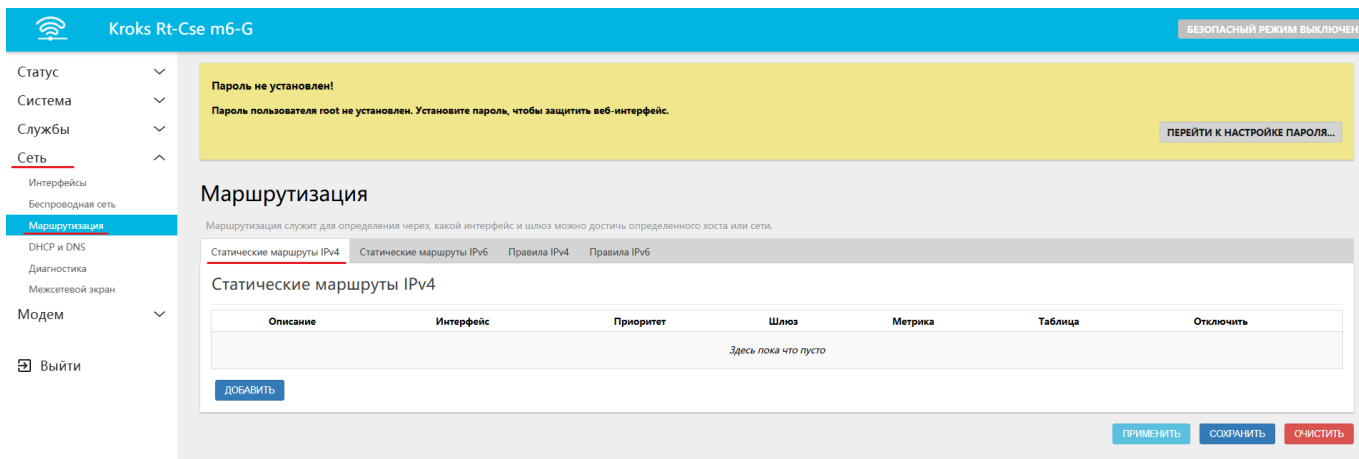 Kroks Rt-Cse m6-G
БЕЗОПАСНЫЙ РЕЖИМ ВЫКЛЮЧЕН
Статус
Система
Службы
Сеть
Интерфейсы
Беспроводная сеть
Маршрутизация
DHCP и DNS
Диагностика
Межсетевой экран
Модем
Выйти
Пароль не установлен!
Пароль пользователя root не установлен. Установите пароль, чтобы защитить веб-интерфейс.
ПЕРЕЙТИ К НАСТРОЙКЕ ПАРОЛЯ...
Маршрутизация
Маршрутизация служит для определения через, какой интерфейс и шлюз можно достичь определенного хоста или сети.
Статические маршруты IPv4 Статические маршруты IPv6 Правила IPv4 Правила IPv6
Статические маршруты IPv4
Описание Интерфейс Приоритет Шлюз Метрика Таблица Отключить
Здесь пока что пусто
ДОБАВИТЬ
ПРИМЕНИТЬ СОХРАНИТЬ ОЧИСТИТЬ